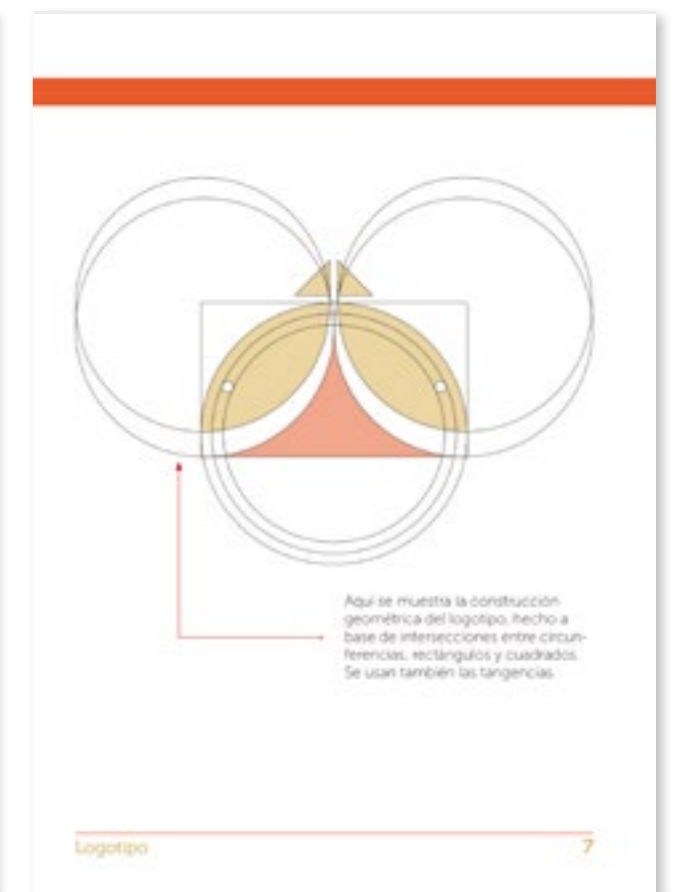 Aquí se muestra la construcción
geométrica del logotipo, hecho a
base de intersecciones entre circun-
ferencias, rectángulos y cuadrados.
Se usan también las tangencias.
Logotipo
7